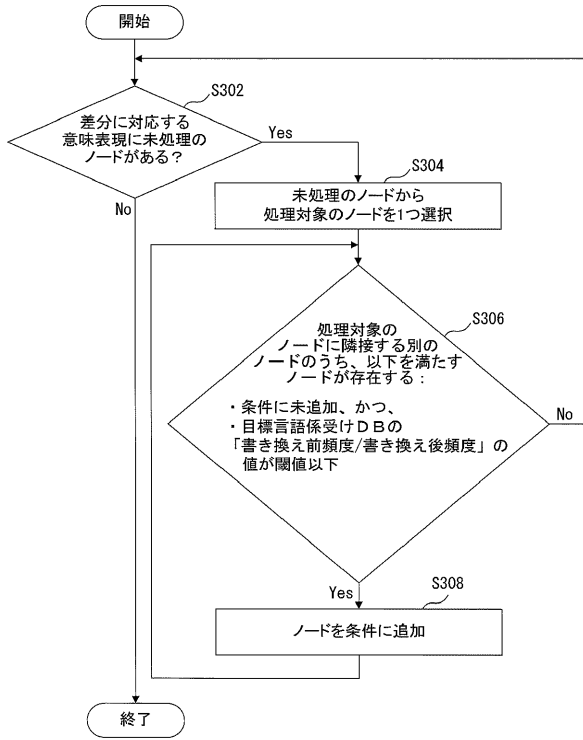 開始
S302
差分に対応する
意味表現に未処理の
ノードがある？
Yes
No
S304
未処理のノードから
処理対象のノードを1つ選択
S306
処理対象の
ノードに隣接する別の
ノードのうち、以下を満たす
ノードが存在する：
・条件に未追加、かつ、
・目標言語係受けＤＢの
「書き換え前頻度/書き換え後頻度」の
値が閾値以下
No
Yes
S308
ノードを条件に追加
終了